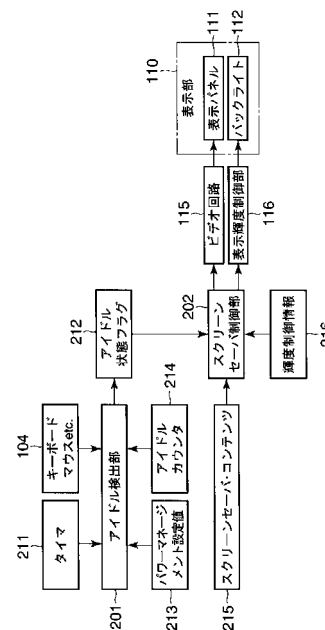 110
表示部
111
表示パネル
112
バックライト
115
ビデオ回路
表示輝度制御部
116
212
アイドル
状態フラグ
202
スクリーン
セーバ制御部
輝度制御情報
104
キーボード
マウスetc.
214
アイドル
カウンタ
211
タイマ
アイドル検出部
201
パワーマネージ
メント設定値
213
スクリーンセーバ・コンテンツ
215